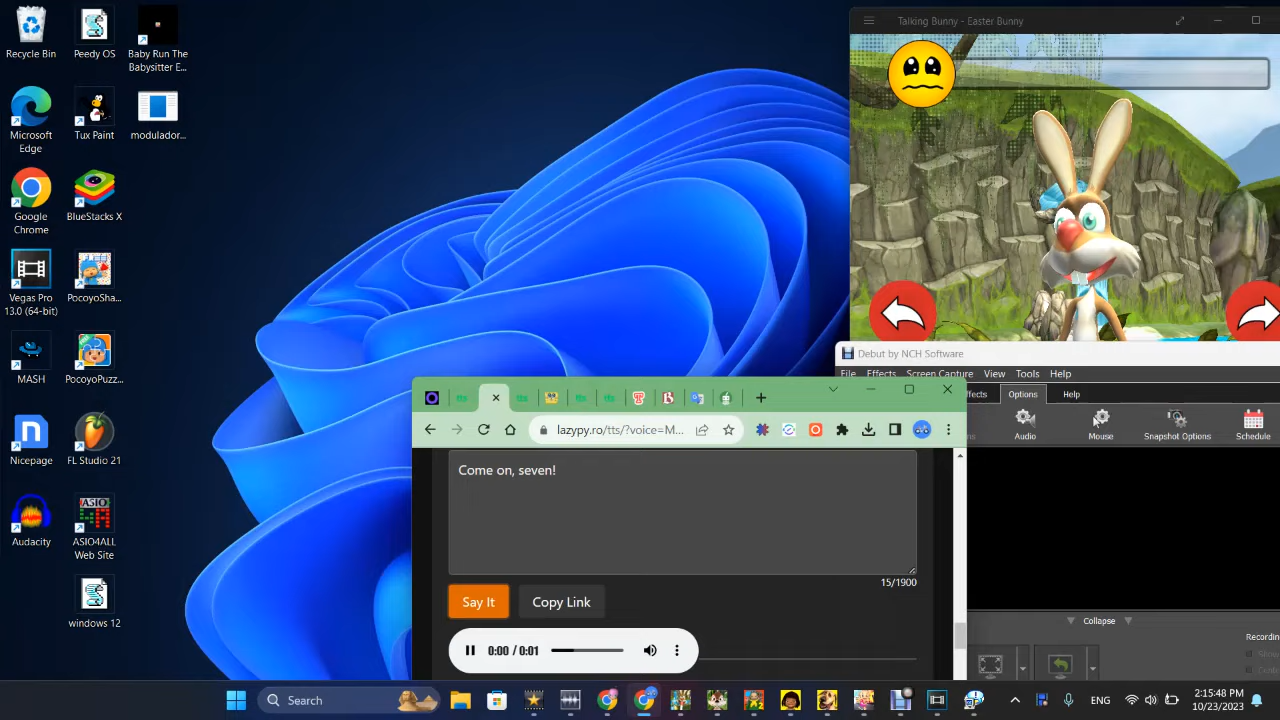 Recycle Bin
Peedy OS
Baby Run The
Babysitter E...
Microsoft
Edge
Tux Paint
modulador...
Google
Chrome
BlueStacks X
Vegas Pro
13.0 (64-bit)
PocoyoSha...
MASH
PocoyoPuzz...
Nicepage
FL Studio 21
Audacity
ASIO4ALL
Web Site
windows 12
Talking Bunny - Easter Bunny
Debut by NCH Software
File Effects Screen Capture View Tools Help
ffects Options Help
ns Audio Mouse Snapshot Options Schedule
Collapse
Recording
lazypy.ro/tts/?voice=M...
Come on, seven!
15/1900
Say It Copy Link
0:00 / 0:01
Search
ENG
2:15:48 PM
10/23/2023